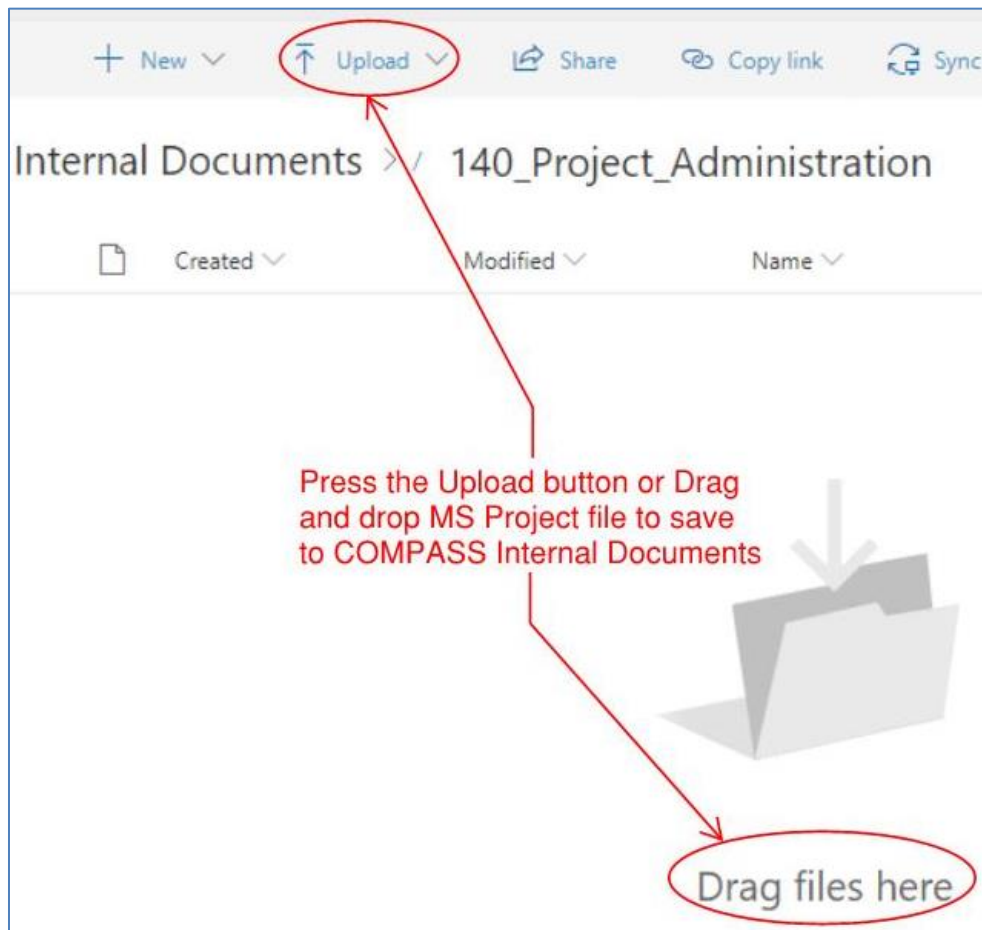 New Upload Share Copy link Sync
Internal Documents > / 140_Project_Administration
Created Modified Name
Press the Upload button or Drag
and drop MS Project file to save
to COMPASS Internal Documents
Drag files here